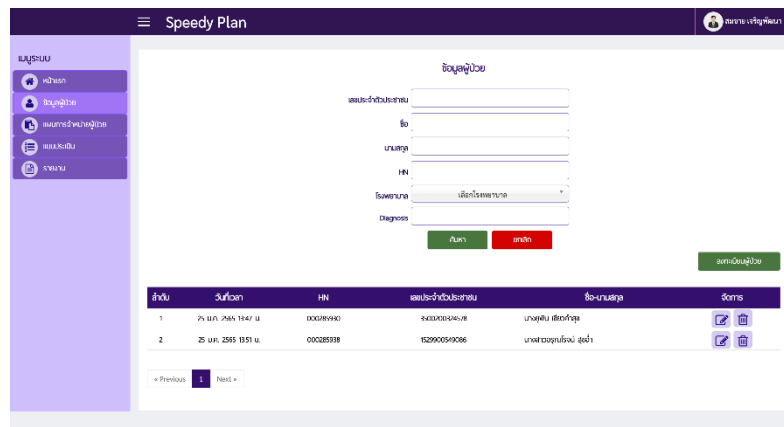 Speedy Plan
สมชาย เจริญพัฒนา
เมนูระบบ
หน้าแรก
ข้อมูลผู้ป่วย
แผนการจำหน่ายผู้ป่วย
แบบประเมิน
รายงาน
ข้อมูลผู้ป่วย
เลขประจำตัวประชาชน
ชื่อ
นามสกุล
HN
โรงพยาบาล เลือกโรงพยาบาล
Diagnosis
ค้นหา ยกเลิก
ลงทะเบียนผู้ป่วย
ลำดับ วันที่เวลา HN เลขประจำตัวประชาชน ชื่อ-นามสกุล จัดการ
1 25 ม.ค. 2565 13:47 น. 000285930 3500200324578
2 25 ม.ค. 2565 13:51 น. 000285938 1529900549086
« Previous 1 Next »